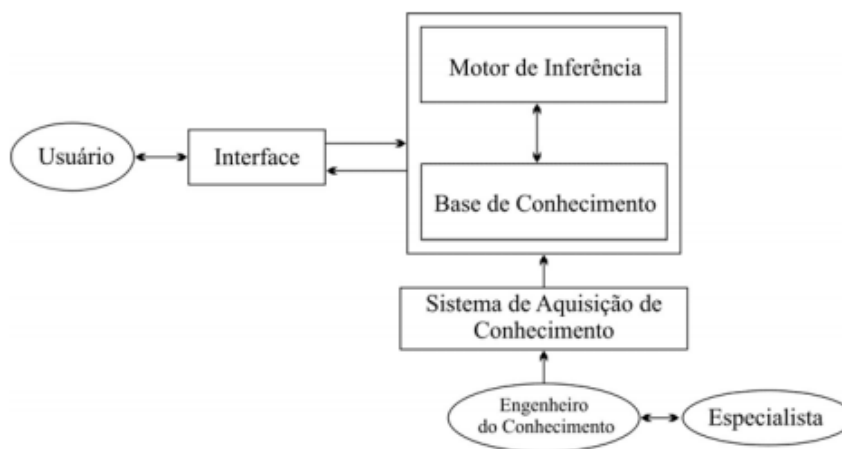 Motor de Inferência
Usuário
Interface
Base de Conhecimento
Sistema de Aquisição de
Conhecimento
Engenheiro
do Conhecimento
Especialista